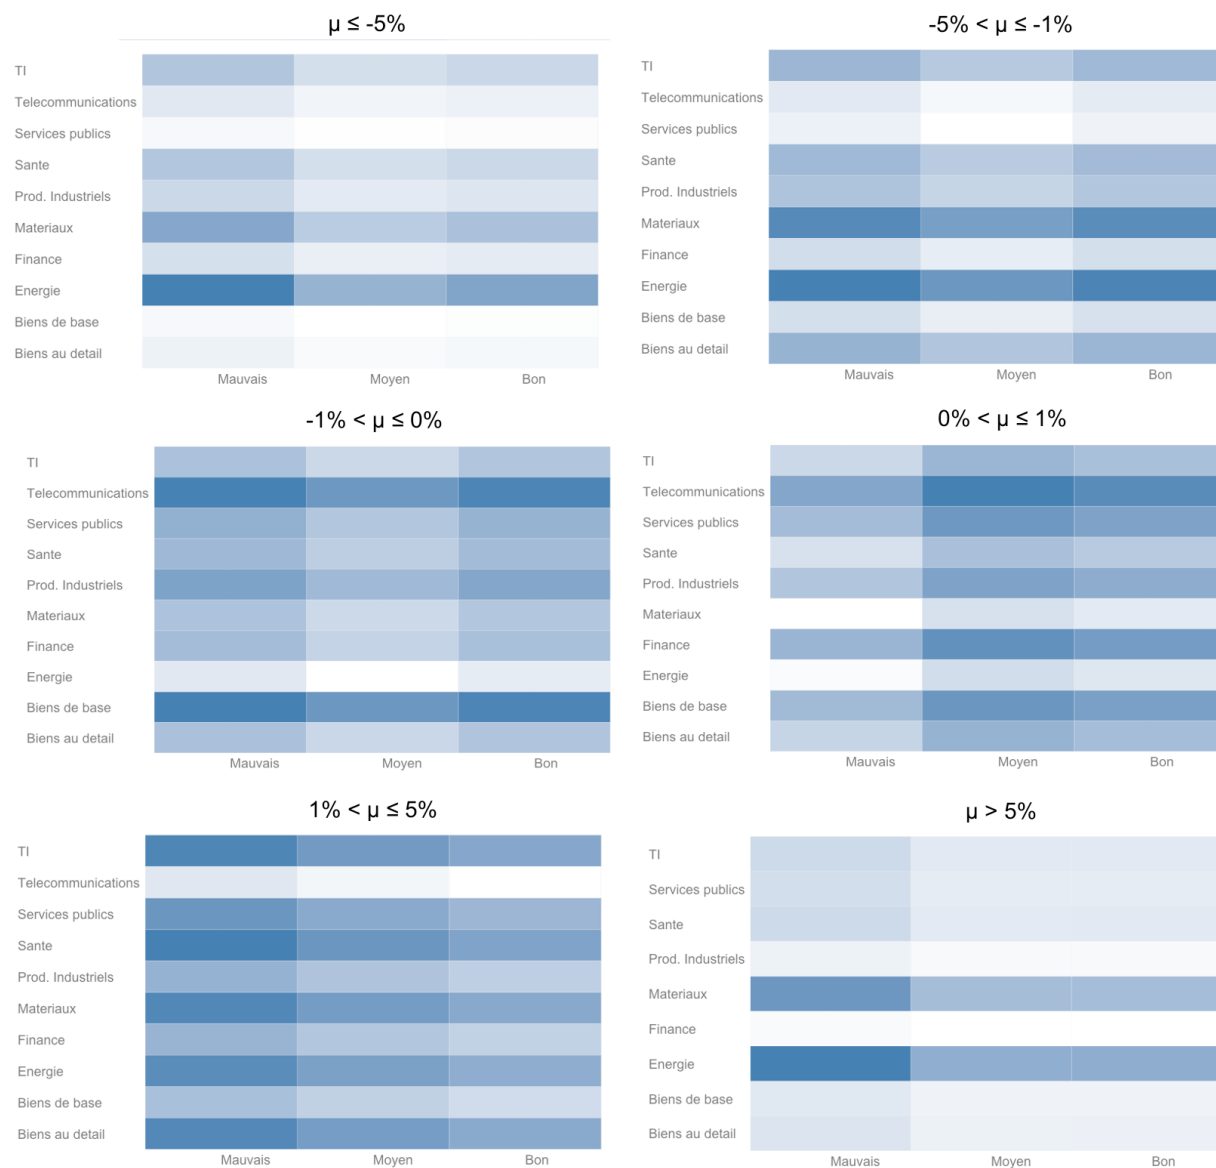 μ ≤ -5%
TI
Telecommunications
Services publics
Sante
Prod. Industriels
Materiaux
Finance
Energie
Biens de base
Biens au detail
Mauvais Moyen Bon
-5% < μ ≤ -1%
TI
Telecommunications
Services publics
Sante
Prod. Industriels
Materiaux
Finance
Energie
Biens de base
Biens au detail
Mauvais Moyen Bon
-1% < μ ≤ 0%
TI
Telecommunications
Services publics
Sante
Prod. Industriels
Materiaux
Finance
Energie
Biens de base
Biens au detail
Mauvais Moyen Bon
0% < μ ≤ 1%
TI
Telecommunications
Services publics
Sante
Prod. Industriels
Materiaux
Finance
Energie
Biens de base
Biens au detail
Mauvais Moyen Bon
1% < μ ≤ 5%
TI
Telecommunications
Services publics
Sante
Prod. Industriels
Materiaux
Finance
Energie
Biens de base
Biens au detail
Mauvais Moyen Bon
μ > 5%
TI
Services publics
Sante
Prod. Industriels
Materiaux
Finance
Energie
Biens de base
Biens au detail
Mauvais Moyen Bon